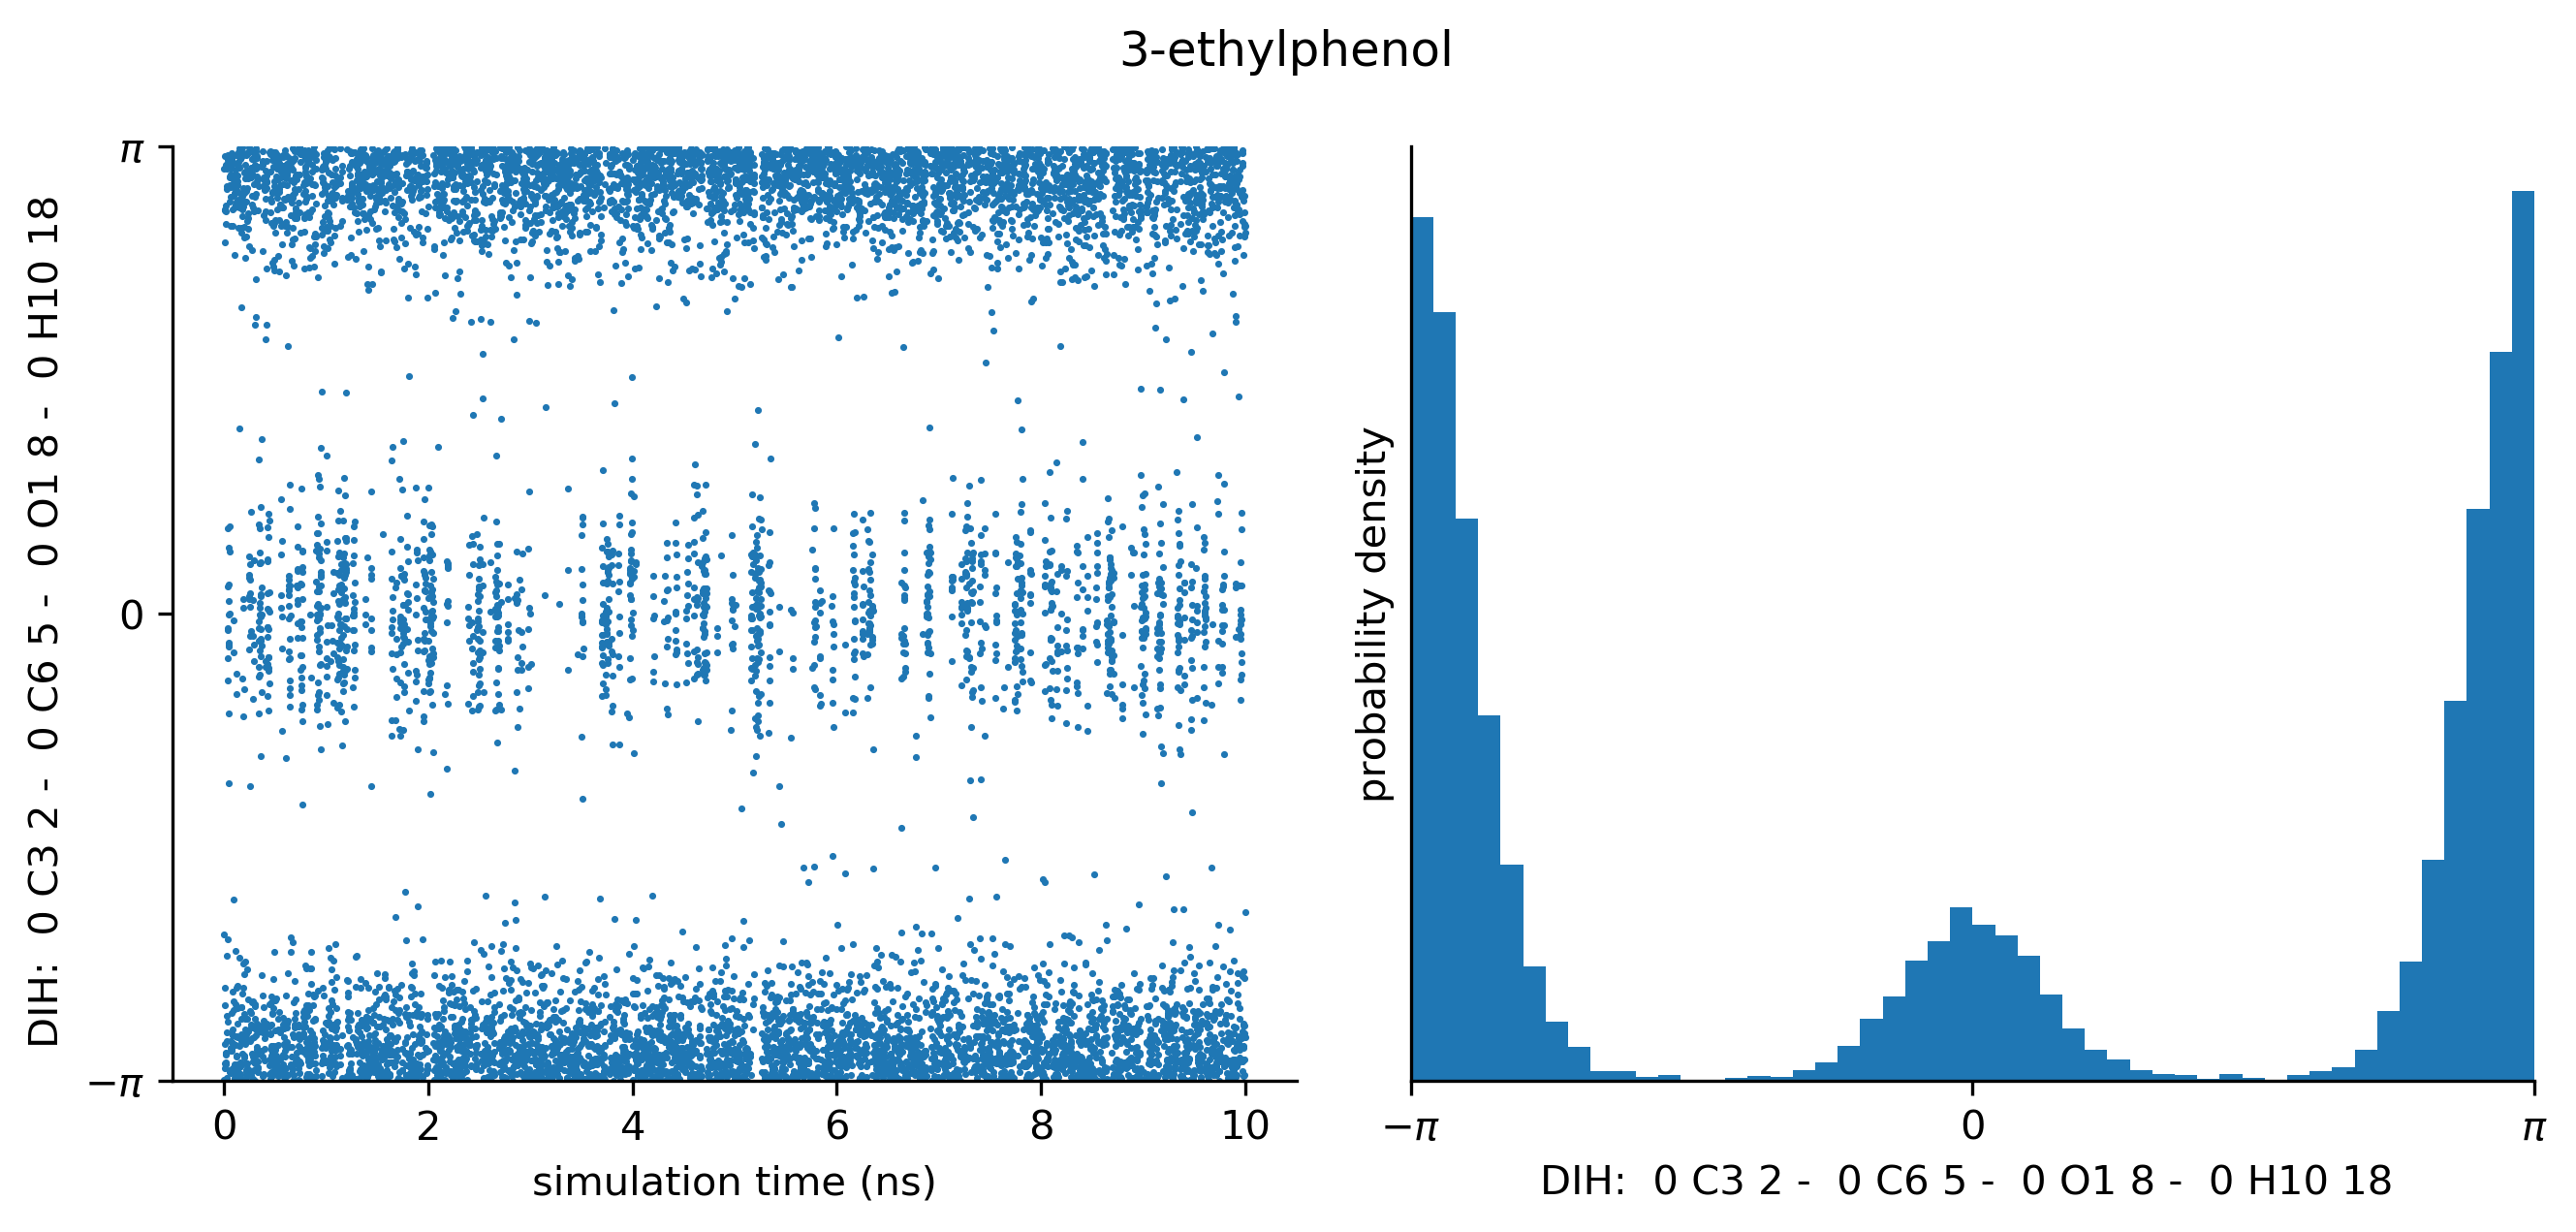 3-ethylphenol
DIH:  0 C3 2 -  0 C6 5 -  0 O1 8 -  0 H10 18
π
0
−π
0 2 4 6 8 10
simulation time (ns)
probability density
−π 0 π
DIH:  0 C3 2 -  0 C6 5 -  0 O1 8 -  0 H10 18